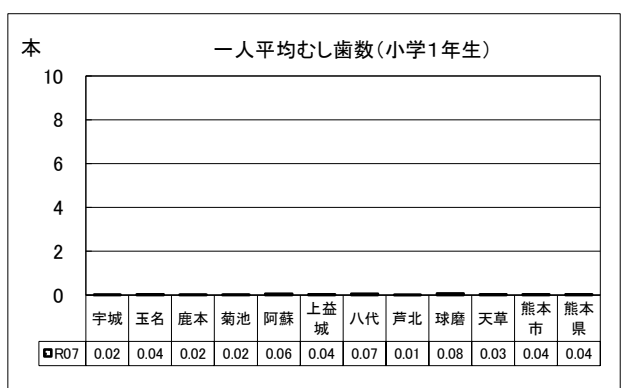 本
一人平均むし歯数(小学1年生)
10
8
6
4
2
0
宇城 玉名 鹿本 菊池 阿蘇 上益城 八代 芦北 球磨 天草 熊本市 熊本県
R07 0.02 0.04 0.02 0.02 0.06 0.04 0.07 0.01 0.08 0.03 0.04 0.04